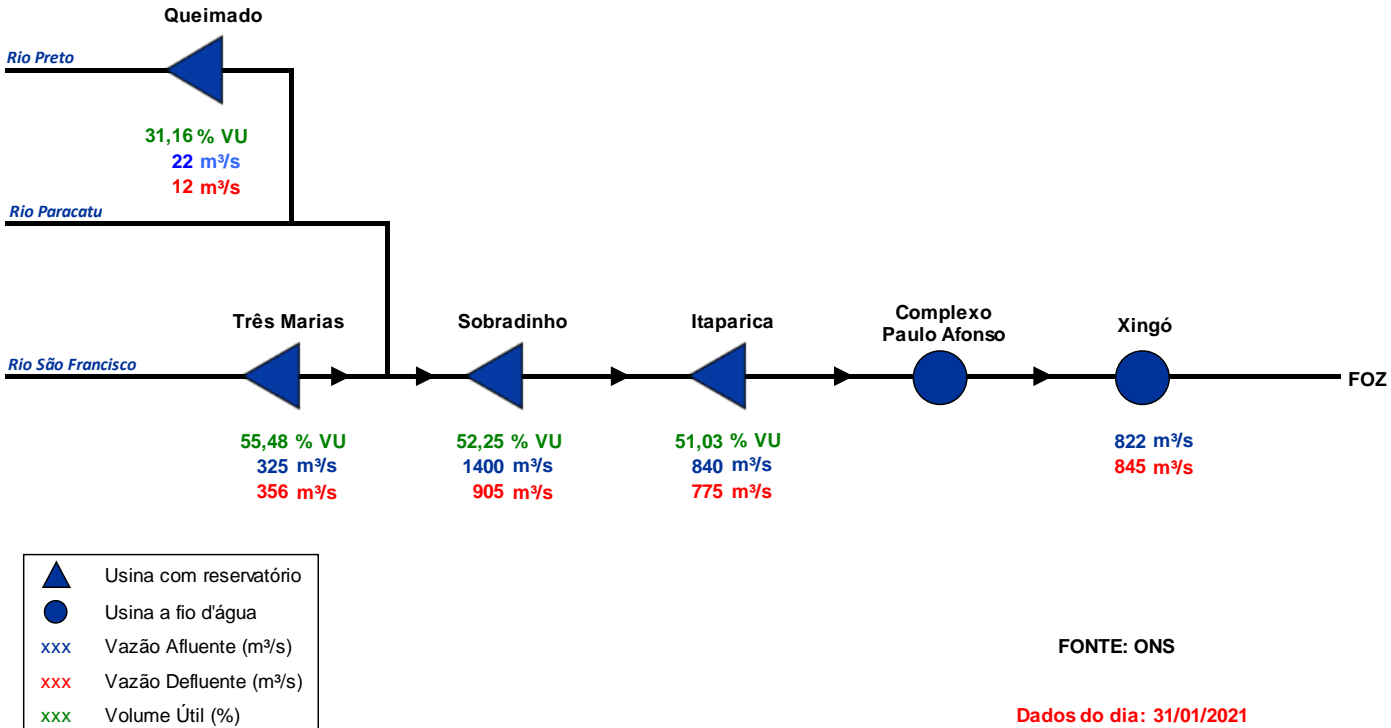 Queimado
Rio Preto
31,16 % VU
22 m³/s
12 m³/s
Rio Paracatu
Três Marias
Sobradinho
Itaparica
Complexo
Paulo Afonso
Xingó
Rio São Francisco
FOZ
55,48 % VU
325 m³/s
356 m³/s
52,25 % VU
1400 m³/s
905 m³/s
51,03 % VU
840 m³/s
775 m³/s
822 m³/s
845 m³/s
Usina com reservatório
Usina a fio d'água
xxx Vazão Afluente (m³/s)
xxx Vazão Defluente (m³/s)
xxx Volume Útil (%)
FONTE: ONS
Dados do dia: 31/01/2021